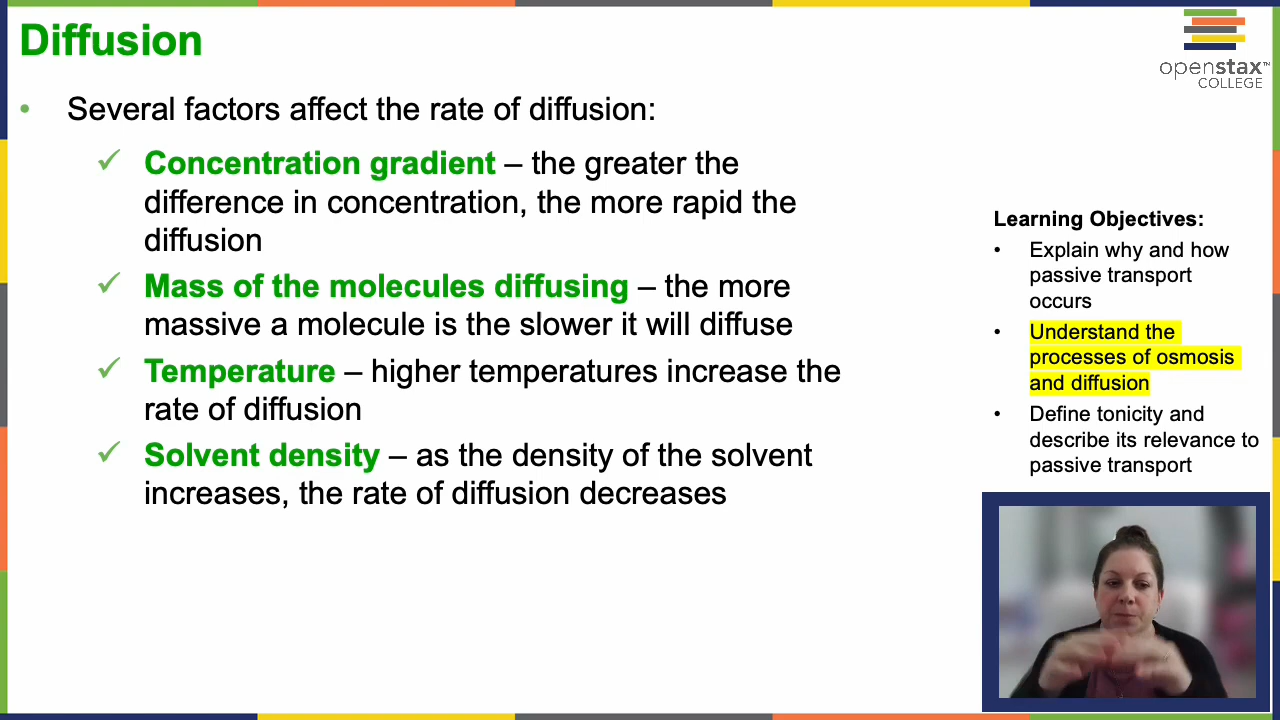 Diffusion
openstax™
COLLEGE
• Several factors affect the rate of diffusion:
✓ Concentration gradient – the greater the
difference in concentration, the more rapid the
diffusion
✓ Mass of the molecules diffusing – the more
massive a molecule is the slower it will diffuse
✓ Temperature – higher temperatures increase the
rate of diffusion
✓ Solvent density – as the density of the solvent
increases, the rate of diffusion decreases
Learning Objectives:
• Explain why and how
passive transport
occurs
• Understand the
processes of osmosis
and diffusion
• Define tonicity and
describe its relevance to
passive transport